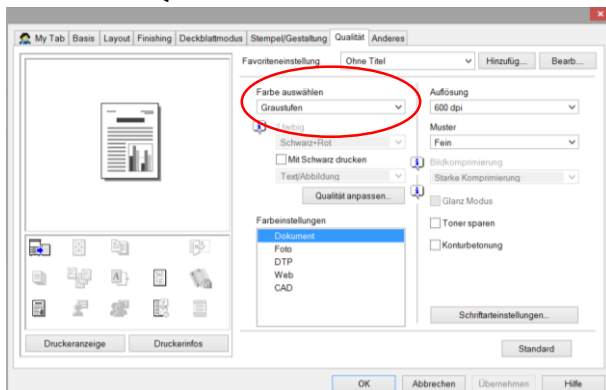 My Tab Basis Layout Finishing Deckblattmodus Stempel/Gestaltung Qualität Anderes
Favoriteneinstellung Ohne Titel Hinzufüg... Bearb...
Farbe auswählen
Graustufen
2-farbig
Schwarz+Rot
Mit Schwarz drucken
Text/Abbildung
Qualität anpassen...
Farbeinstellungen
Dokument
Foto
DTP
Web
CAD
Auflösung
600 dpi
Muster
Fein
Bildkomprimierung
Starke Komprimierung
Glanz Modus
Toner sparen
Konturbetonung
Schriftarteinstellungen...
Druckeranzeige Druckerinfos
Standard
OK Abbrechen Übernehmen Hilfe